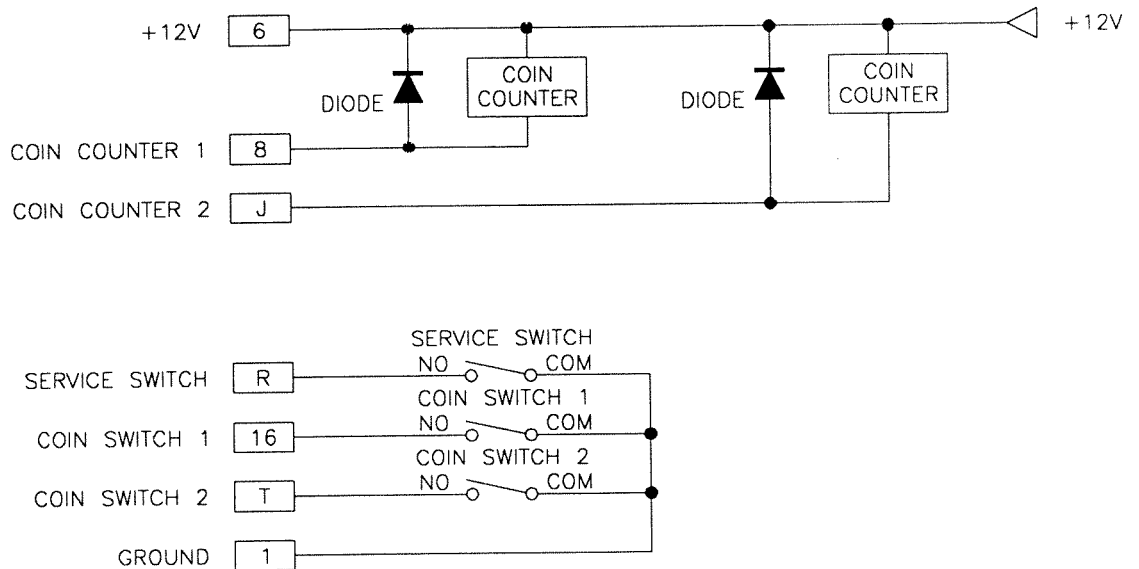 +12V 6 +12V
COIN COUNTER
DIODE
COIN COUNTER
DIODE
COIN COUNTER 1 8
COIN COUNTER 2 J
SERVICE SWITCH
SERVICE SWITCH R NO COM
COIN SWITCH 1
COIN SWITCH 1 16 NO COM
COIN SWITCH 2
COIN SWITCH 2 T NO COM
GROUND 1